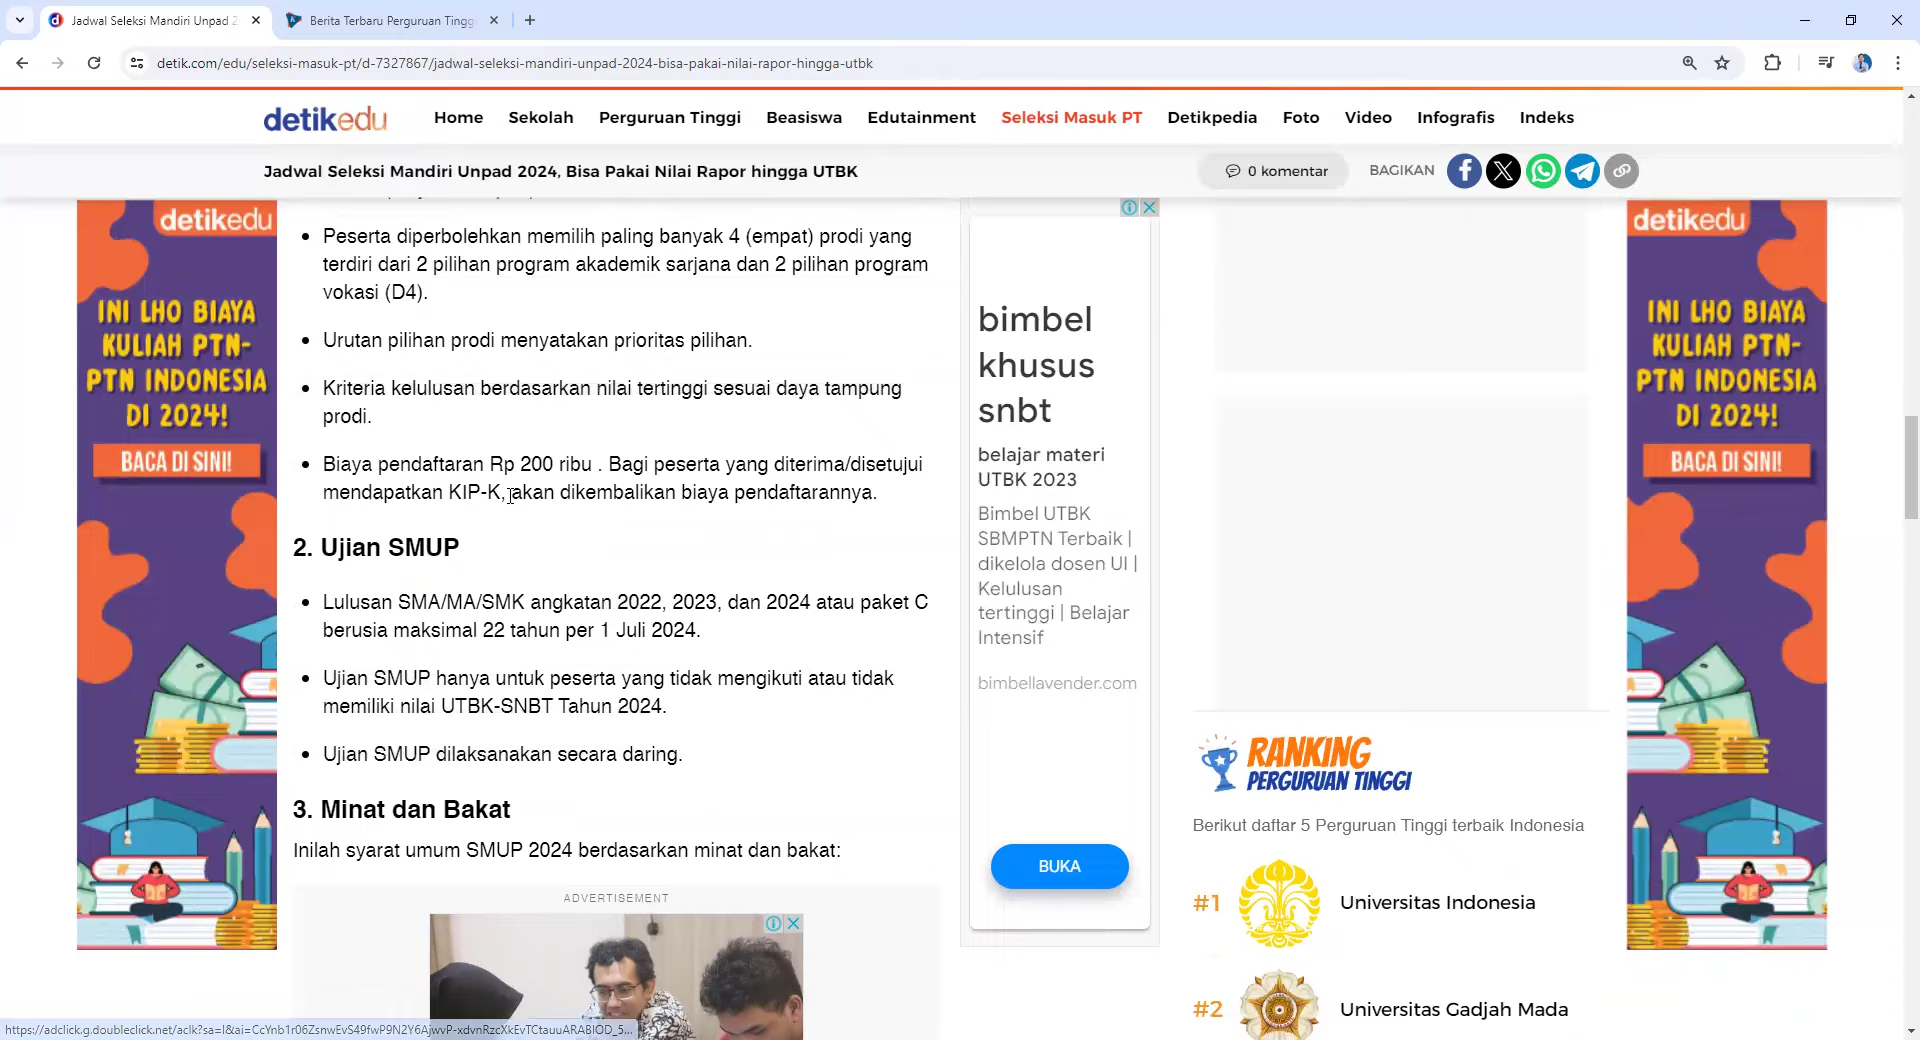 Jadwal Seleksi Mandiri Unpad 2
Berita Terbaru Perguruan Tingg
detik.com/edu/seleksi-masuk-pt/d-7327867/jadwal-seleksi-mandiri-unpad-2024-bisa-pakai-nilai-rapor-hingga-utbk
detikedu
Home Sekolah Perguruan Tinggi Beasiswa Edutainment Seleksi Masuk PT Detikpedia Foto Video Infografis Indeks
Jadwal Seleksi Mandiri Unpad 2024, Bisa Pakai Nilai Rapor hingga UTBK
0 komentar
BAGIKAN
detikedu
INI LHO BIAYA
KULIAH PTN-
PTN INDONESIA
DI 2024!
BACA DI SINI!
• Peserta diperbolehkan memilih paling banyak 4 (empat) prodi yang
terdiri dari 2 pilihan program akademik sarjana dan 2 pilihan program
vokasi (D4).
• Urutan pilihan prodi menyatakan prioritas pilihan.
• Kriteria kelulusan berdasarkan nilai tertinggi sesuai daya tampung
prodi.
• Biaya pendaftaran Rp 200 ribu . Bagi peserta yang diterima/disetujui
mendapatkan KIP-K, akan dikembalikan biaya pendaftarannya.
2. Ujian SMUP
• Lulusan SMA/MA/SMK angkatan 2022, 2023, dan 2024 atau paket C
berusia maksimal 22 tahun per 1 Juli 2024.
• Ujian SMUP hanya untuk peserta yang tidak mengikuti atau tidak
memiliki nilai UTBK-SNBT Tahun 2024.
• Ujian SMUP dilaksanakan secara daring.
3. Minat dan Bakat
Inilah syarat umum SMUP 2024 berdasarkan minat dan bakat:
ADVERTISEMENT
bimbel
khusus
snbt
belajar materi
UTBK 2023
Bimbel UTBK
SBMPTN Terbaik |
dikelola dosen UI |
Kelulusan
tertinggi | Belajar
Intensif
bimbellavender.com
BUKA
RANKING
PERGURUAN TINGGI
Berikut daftar 5 Perguruan Tinggi terbaik Indonesia
#1 Universitas Indonesia
#2 Universitas Gadjah Mada
detikedu
INI LHO BIAYA
KULIAH PTN-
PTN INDONESIA
DI 2024!
BACA DI SINI!